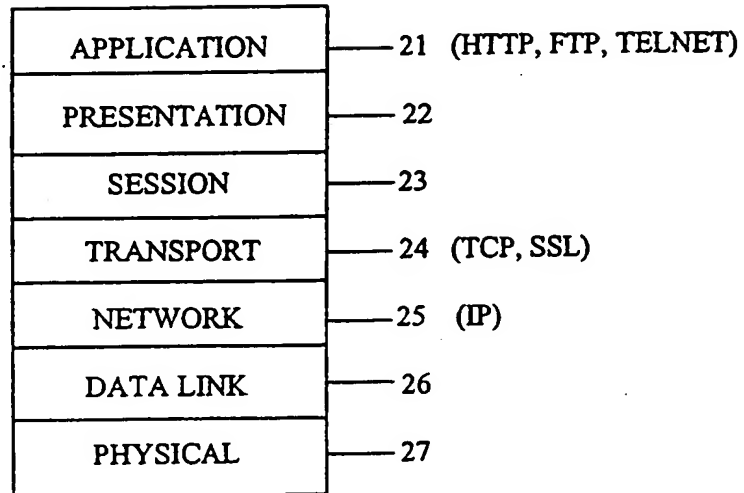 APPLICATION 21 (HTTP, FTP, TELNET)
PRESENTATION 22
SESSION 23
TRANSPORT 24 (TCP, SSL)
NETWORK 25 (IP)
DATA LINK 26
PHYSICAL 27